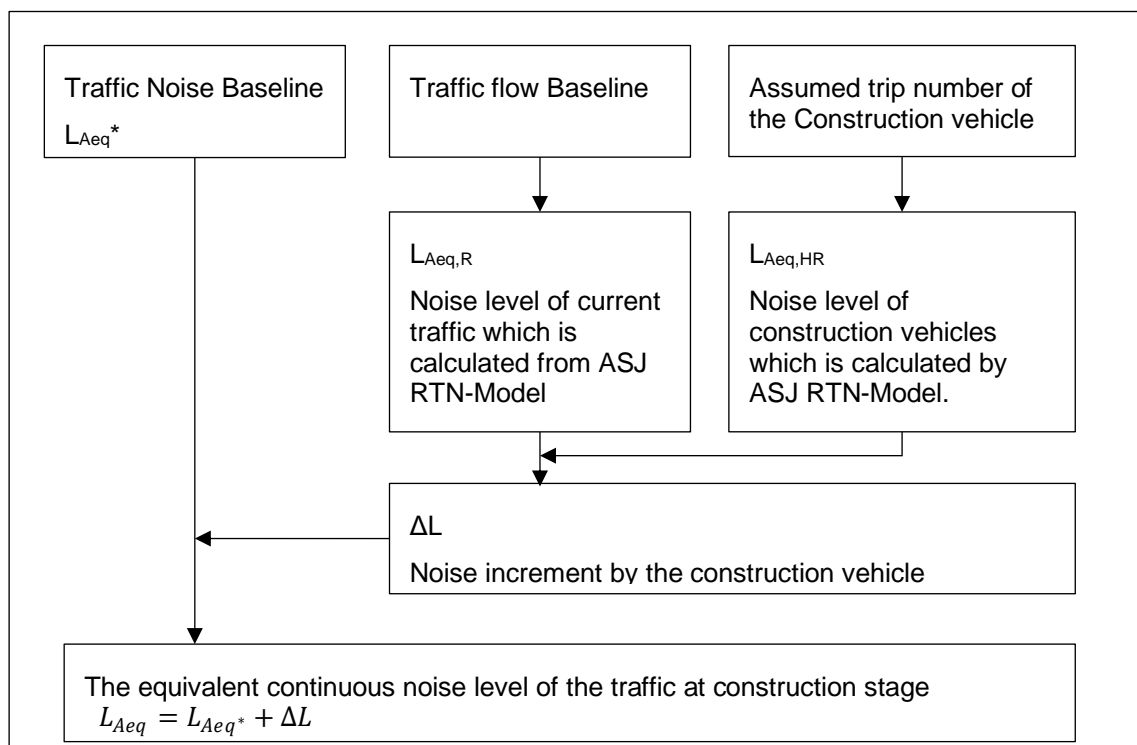 Traffic Noise Baseline
LAeq*
Traffic flow Baseline
Assumed trip number of
the Construction vehicle
LAeq,R
Noise level of current
traffic which is
calculated from ASJ
RTN-Model
LAeq,HR
Noise level of
construction vehicles
which is calculated by
ASJ RTN-Model.
ΔL
Noise increment by the construction vehicle
The equivalent continuous noise level of the traffic at construction stage
L_Aeq = L_Aeq* + ΔL